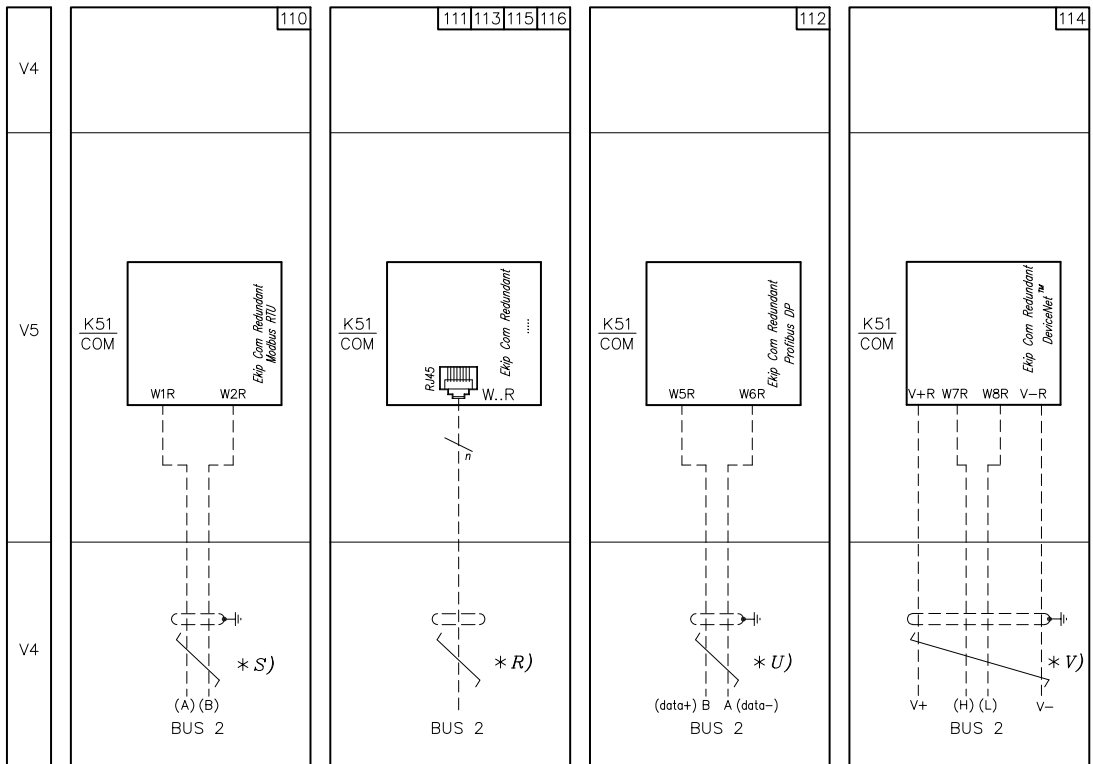 V4
V5
V4
110
K51
COM
Ekip Com Redundant
Modbus RTU
W1R W2R
* S)
(A) (B)
BUS 2
111 113 115 116
K51
COM
Ekip Com Redundant
.....
RJ45
W..R
n
* R)
BUS 2
112
K51
COM
Ekip Com Redundant
Profibus DP
W5R W6R
* U)
(data+) B A (data-)
BUS 2
114
K51
COM
Ekip Com Redundant
DeviceNet™
V+R W7R W8R V-R
* V)
V+ (H) (L) V-
BUS 2